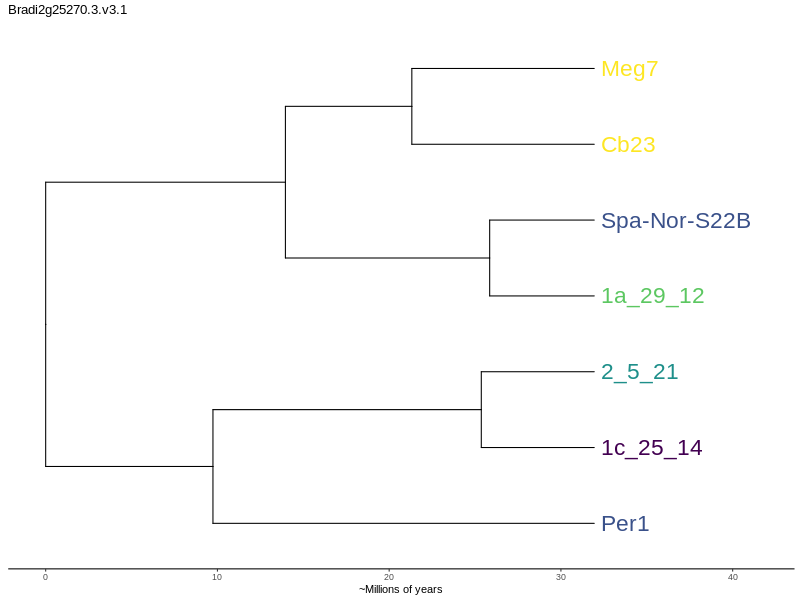 Bradi2g25270.3.v3.1
Meg7
Cb23
Spa-Nor-S22B
1a_29_12
2_5_21
1c_25_14
Per1
0 10 20 30 40
~Millions of years